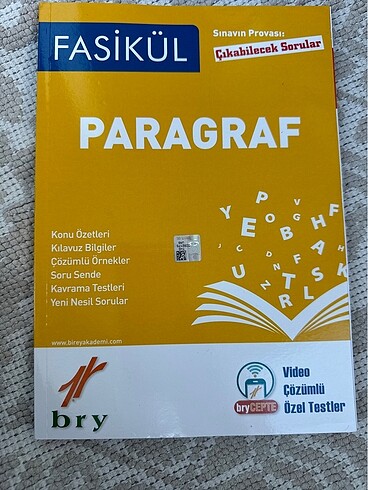 FASİKÜL
Sınavın Provası:
Çıkabilecek Sorular
PARAGRAF
Konu Özetleri
Kılavuz Bilgiler
Çözümlü Örnekler
Soru Sende
Kavrama Testleri
Yeni Nesil Sorular
www.bireyakademi.com
bry
bryCEPTE
Video
Çözümlü
Özel Testler